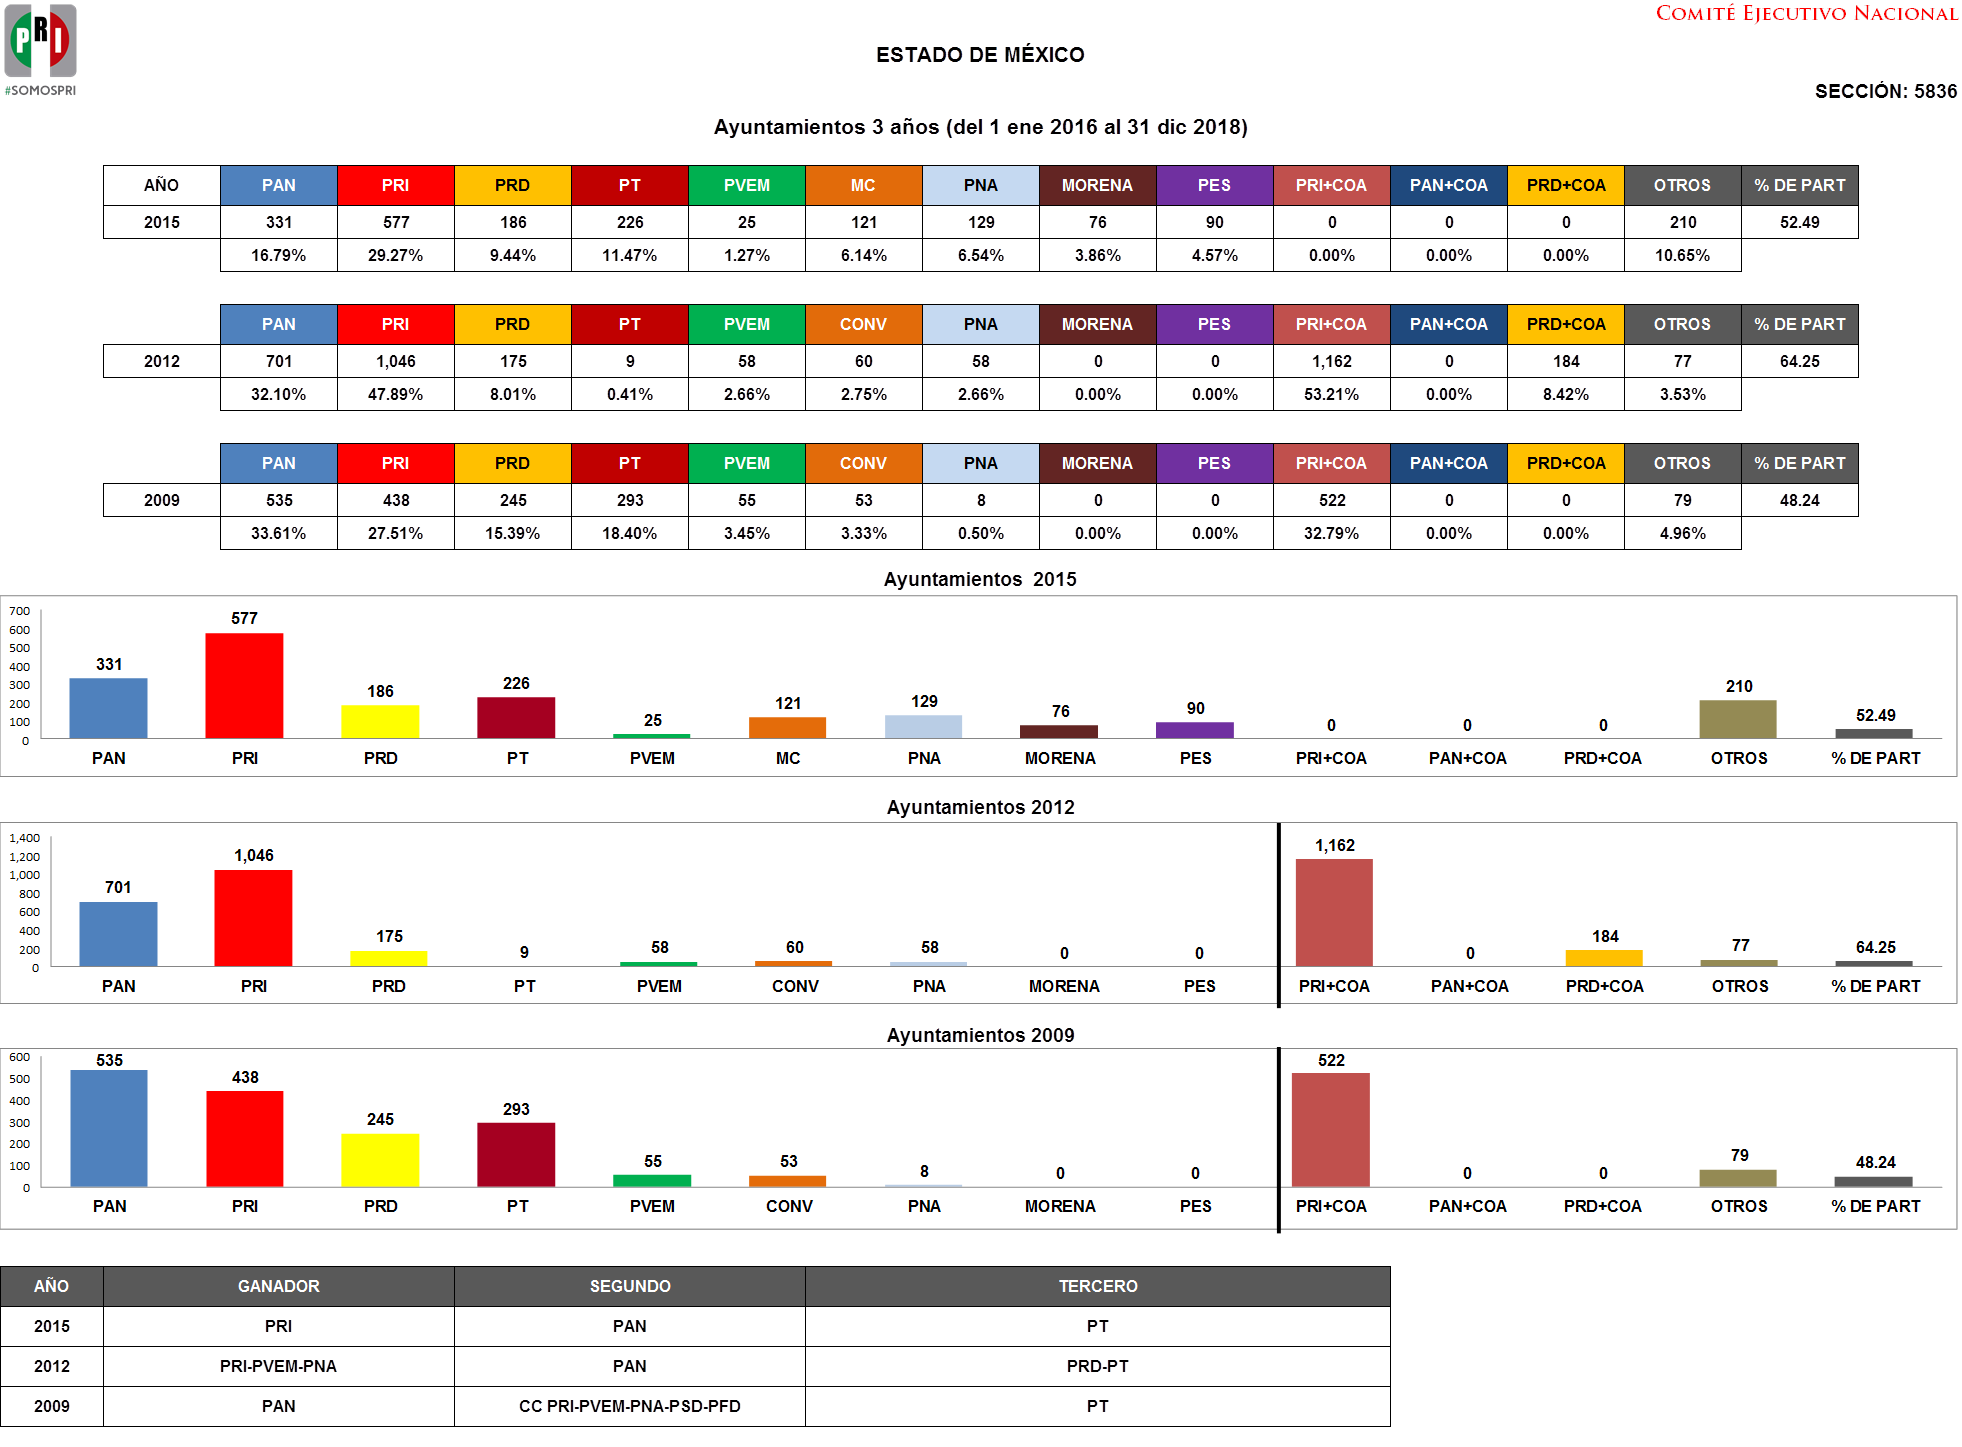 PRI
#SOMOSPRI
COMITÉ EJECUTIVO NACIONAL
ESTADO DE MÉXICO
SECCIÓN: 5836
Ayuntamientos 3 años (del 1 ene 2016 al 31 dic 2018)
AÑO PAN PRI PRD PT PVEM MC PNA MORENA PES PRI+COA PAN+COA PRD+COA OTROS % DE PART
2015 331 577 186 226 25 121 129 76 90 0 0 0 210 52.49
16.79% 29.27% 9.44% 11.47% 1.27% 6.14% 6.54% 3.86% 4.57% 0.00% 0.00% 0.00% 10.65%
PAN PRI PRD PT PVEM CONV PNA MORENA PES PRI+COA PAN+COA PRD+COA OTROS % DE PART
2012 701 1,046 175 9 58 60 58 0 0 1,162 0 184 77 64.25
32.10% 47.89% 8.01% 0.41% 2.66% 2.75% 2.66% 0.00% 0.00% 53.21% 0.00% 8.42% 3.53%
PAN PRI PRD PT PVEM CONV PNA MORENA PES PRI+COA PAN+COA PRD+COA OTROS % DE PART
2009 535 438 245 293 55 53 8 0 0 522 0 0 79 48.24
33.61% 27.51% 15.39% 18.40% 3.45% 3.33% 0.50% 0.00% 0.00% 32.79% 0.00% 0.00% 4.96%
Ayuntamientos 2015
700
600
500
400
300
200
100
0
331 577 186 226 25 121 129 76 90 0 0 0 210 52.49
PAN PRI PRD PT PVEM MC PNA MORENA PES PRI+COA PAN+COA PRD+COA OTROS % DE PART
Ayuntamientos 2012
1,400
1,200
1,000
800
600
400
200
0
701 1,046 175 9 58 60 58 0 0 1,162 0 184 77 64.25
PAN PRI PRD PT PVEM CONV PNA MORENA PES PRI+COA PAN+COA PRD+COA OTROS % DE PART
Ayuntamientos 2009
600
500
400
300
200
100
0
535 438 245 293 55 53 8 0 0 522 0 0 79 48.24
PAN PRI PRD PT PVEM CONV PNA MORENA PES PRI+COA PAN+COA PRD+COA OTROS % DE PART
AÑO GANADOR SEGUNDO TERCERO
2015 PRI PAN PT
2012 PRI-PVEM-PNA PAN PRD-PT
2009 PAN CC PRI-PVEM-PNA-PSD-PFD PT